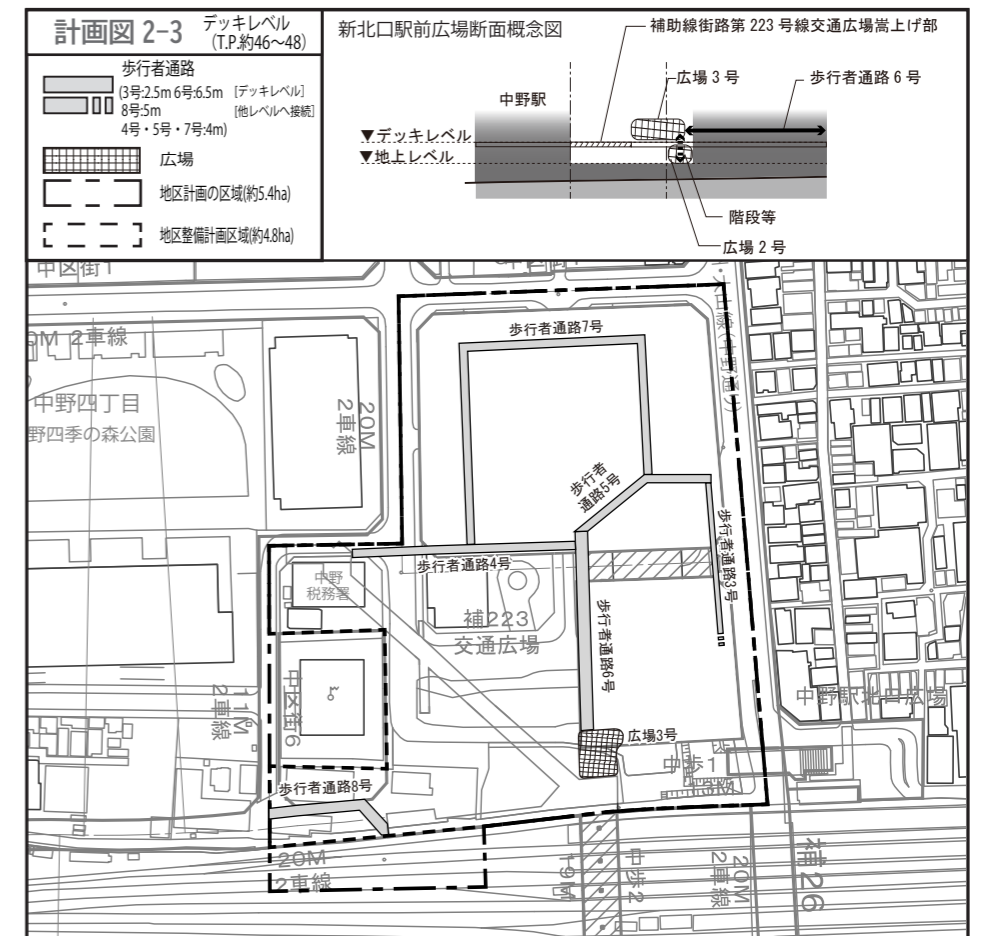 計画図 2-3
デッキレベル
(T.P.約46～48)
歩行者通路
(3号:2.5m 6号:6.5m [デッキレベル]
8号:5m [他レベルへ接続]
4号・5号・7号:4m)
広場
地区計画の区域(約5.4ha)
地区整備計画区域(約4.8ha)
新北口駅前広場断面概念図
補助線街路第 223 号線交通広場嵩上げ部
広場 3 号
歩行者通路 6 号
中野駅
▼デッキレベル
▼地上レベル
階段等
広場 2 号
中区街1
0M 2車線
中野四丁目
野四季の森公園
20M
2車線
歩行者通路7号
(中野通り)
歩行者
通路5号
歩行者通路3号
歩行者通路4号
中野
税務署
補223
交通広場
歩行者通路6号
中区街6
11M
2車線
中野駅北口広場
広場3号
中歩1
歩行者通路8号
20M
2車線
19M
中歩2
20M
2車線
補26